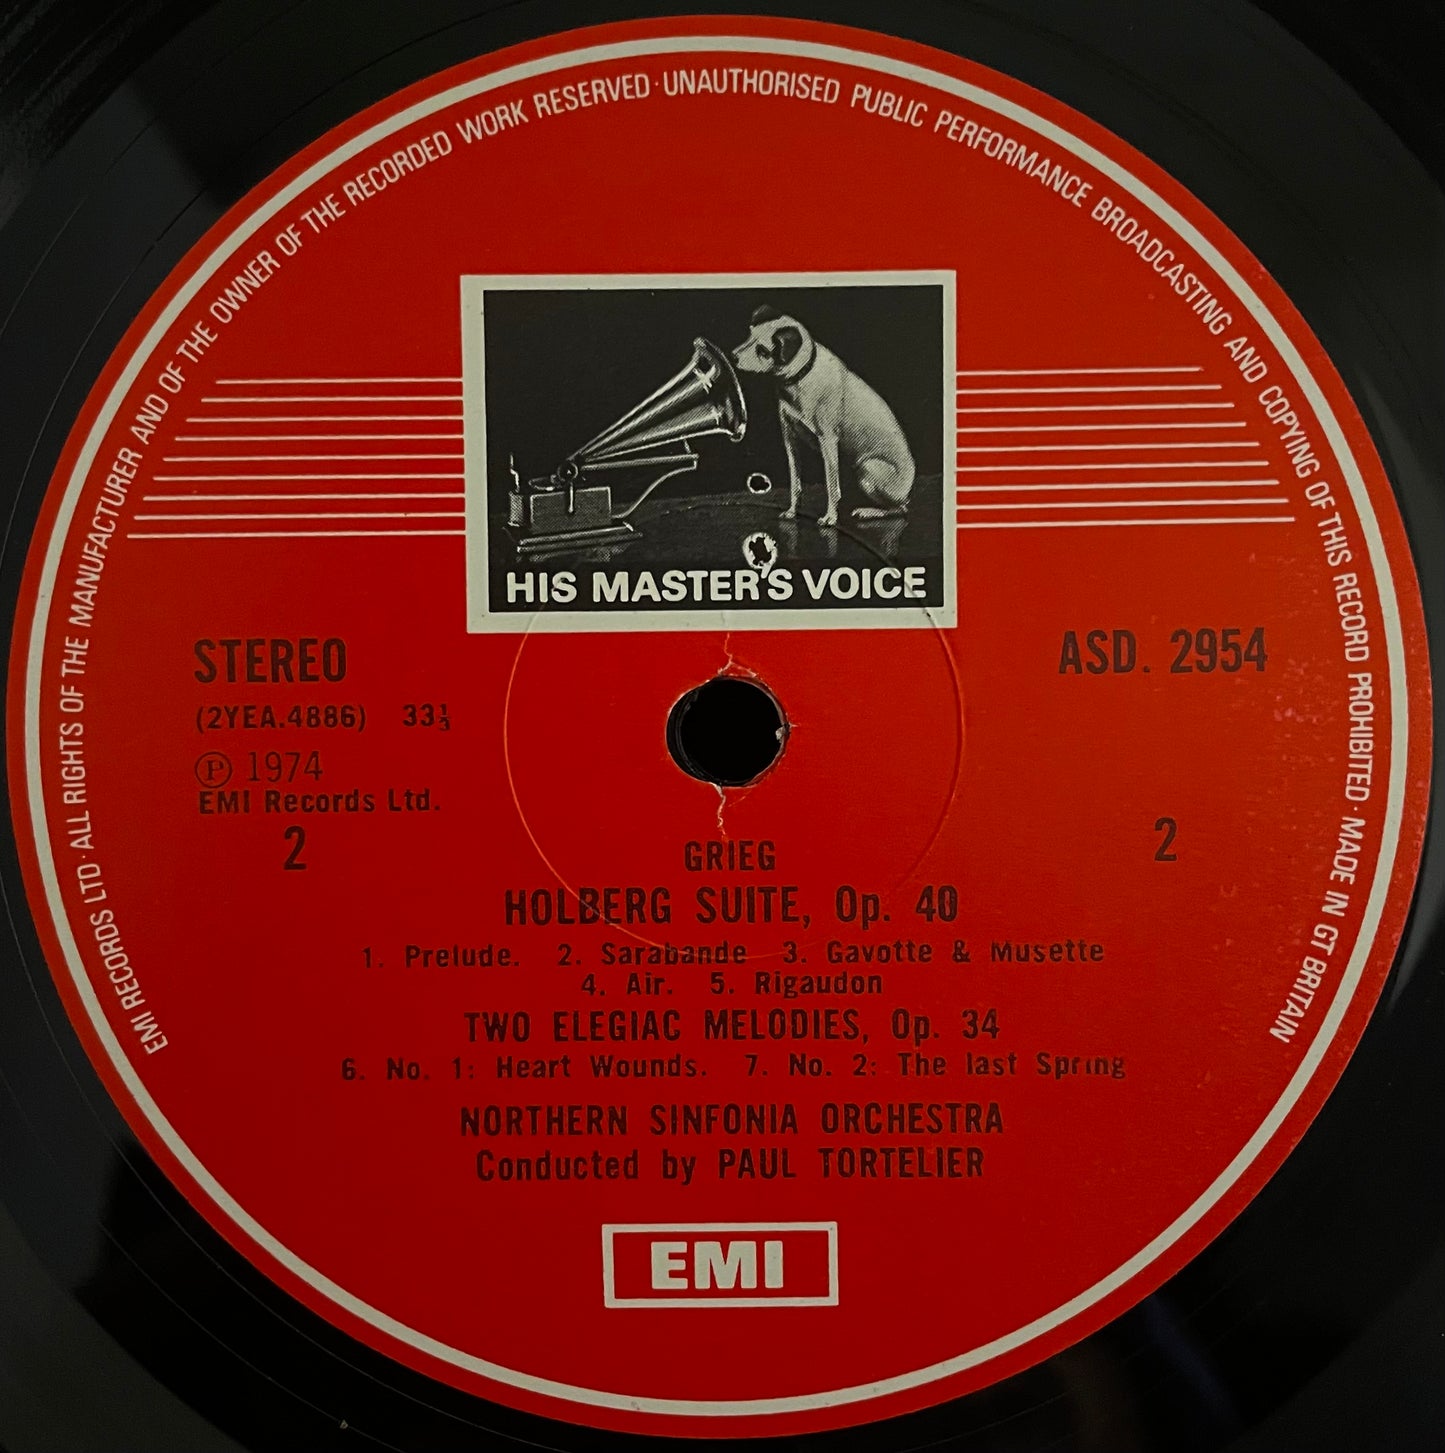 EMI RECORDS LTD · ALL RIGHTS OF THE MANUFACTURER AND OF THE OWNER OF THE RECORDED WORK RESERVED · UNAUTHORISED PUBLIC PERFORMANCE BROADCASTING AND COPYING OF THIS RECORD PROHIBITED · MADE IN GT BRITAIN
HIS MASTER'S VOICE
STEREO
ASD. 2954
(2YEA.4886) 33⅓
Ⓟ 1974
EMI Records Ltd.
2
2
GRIEG
HOLBERG SUITE, Op. 40
1. Prelude. 2. Sarabande 3. Gavotte & Musette
4. Air. 5. Rigaudon
TWO ELEGIAC MELODIES, Op. 34
6. No. 1: Heart Wounds. 7. No. 2: The last Spring
NORTHERN SINFONIA ORCHESTRA
Conducted by PAUL TORTELIER
EMI